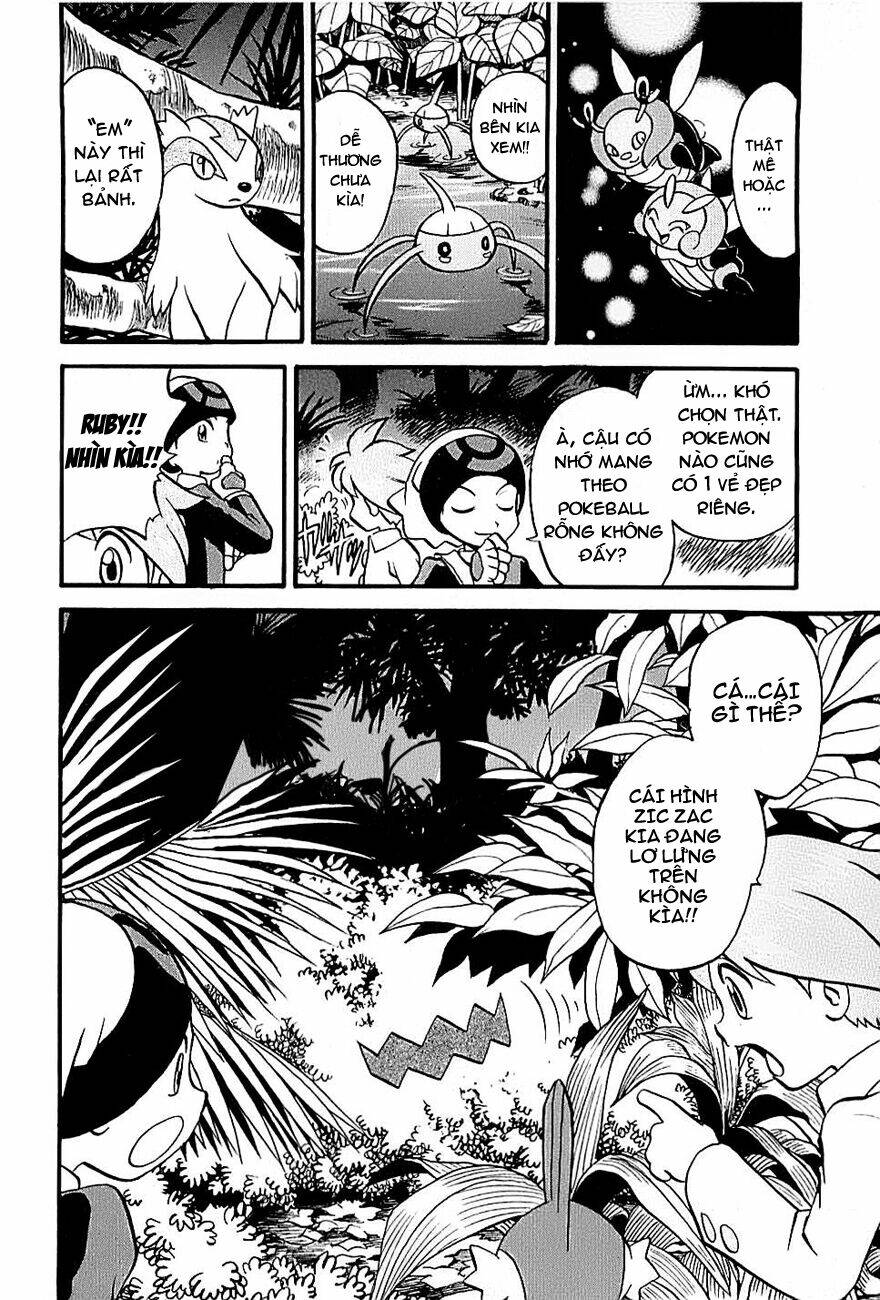 THẬT
MÊ HOẶC
...
NHÌN
BÊN KIA
XEM!!
DỄ
THƯƠNG
CHƯA
KÌA!
"EM"
NÀY THÌ
LẠI RẤT
BẢNH.
ỪM... KHÓ
CHỌN THẬT.
POKEMON
NÀO CŨNG
CÓ 1 VẺ ĐẸP
RIÊNG.
À, CẬU CÓ
NHỚ MANG
THEO
POKEBALL
RỖNG KHÔNG
ĐẤY?
RUBY!!
NHÌN KÌA!!
CÁ...CÁI
GÌ THẾ?
CÁI HÌNH
ZIC ZAC
KIA ĐANG
LƠ LỬNG
TRÊN
KHÔNG
KÌA!!